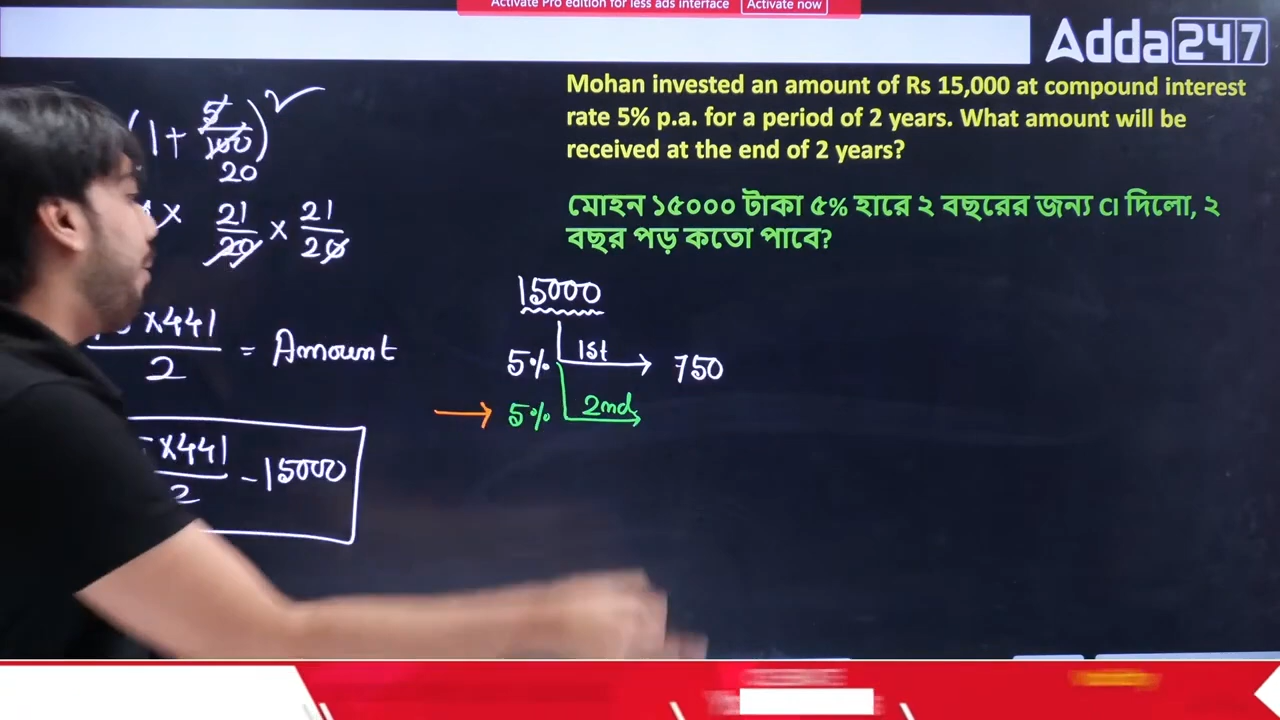 Activate Pro edition for less ads interface Activate now
Adda247
Mohan invested an amount of Rs 15,000 at compound interest
rate 5% p.a. for a period of 2 years. What amount will be
received at the end of 2 years?
মোহন ১৫০০০ টাকা ৫% হারে ২ বছরের জন্য CI দিলো, ২
বছর পড় কতো পাবে?
(1 + 5/100)2
20
× 21/20 × 21/20
×441/2 = Amount
×441/2 - 15000
15000
5% 1st 750
5% 2nd